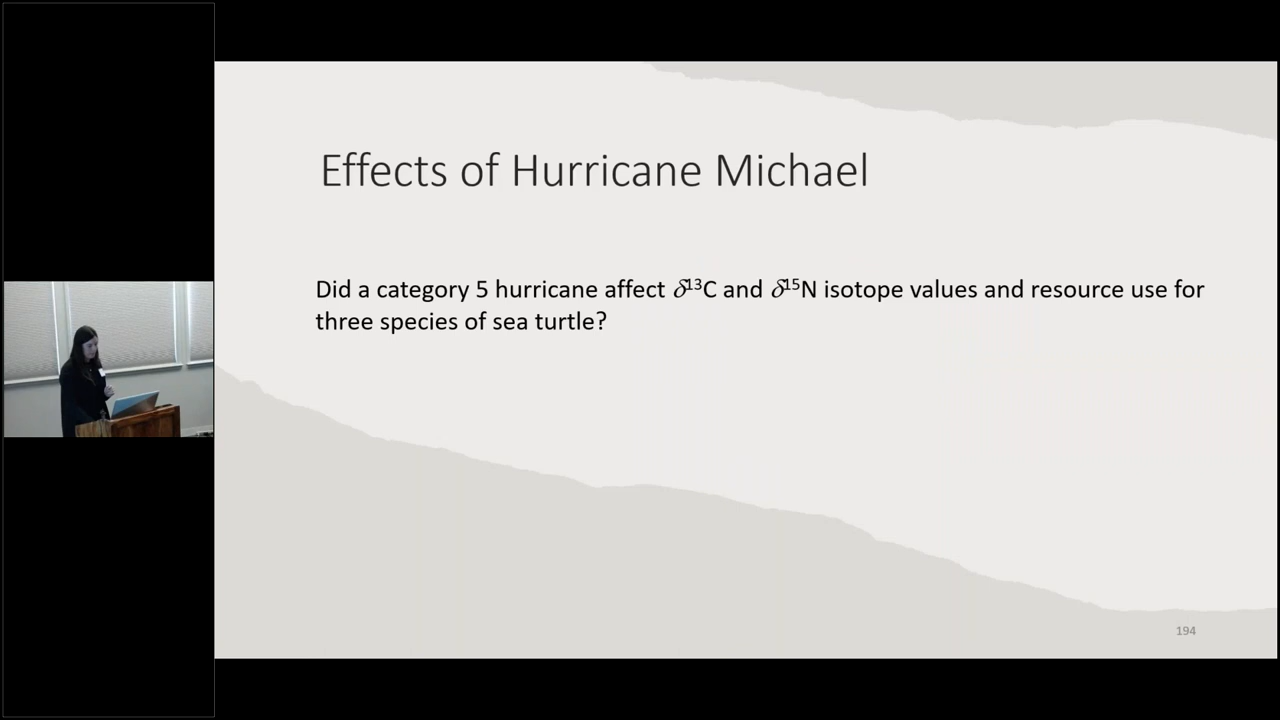 Effects of Hurricane Michael
Did a category 5 hurricane affect 𝛿¹³C and 𝛿¹⁵N isotope values and resource use for
three species of sea turtle?
194